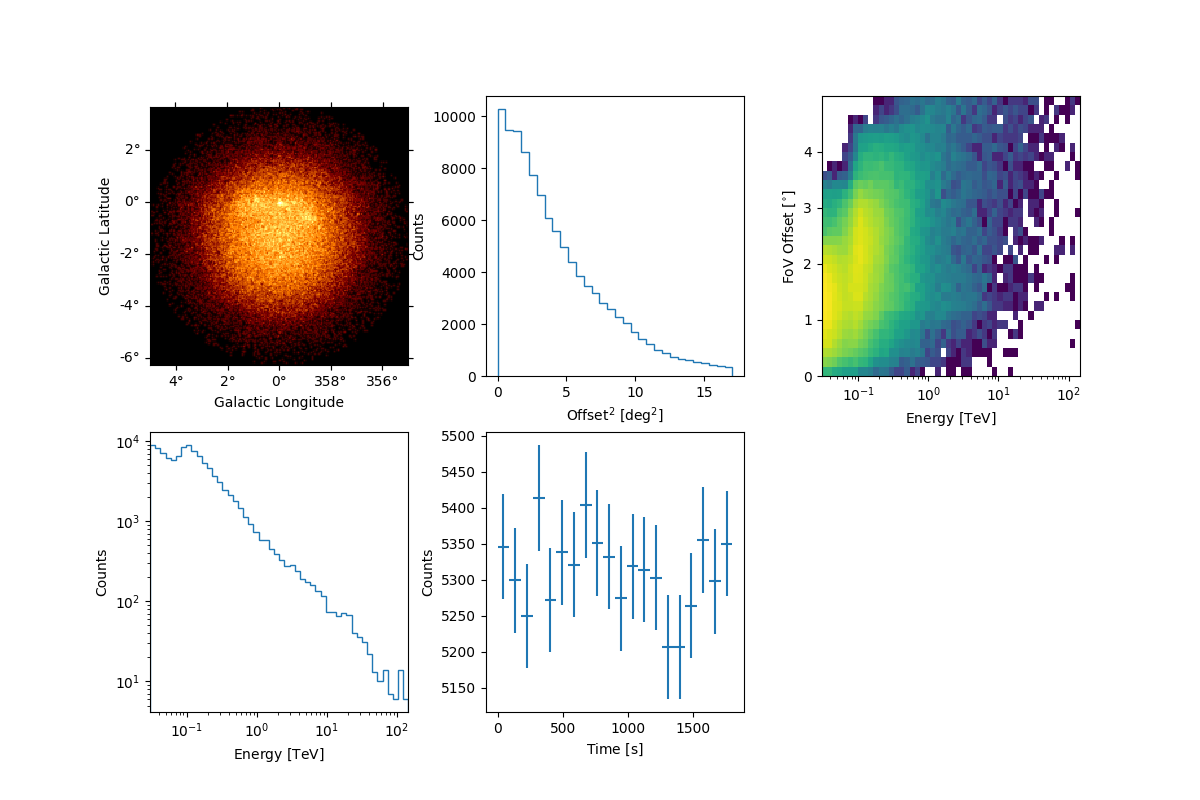 Galactic Latitude
2°
0°
-2°
-4°
-6°
4° 2° 0° 358° 356°
Galactic Longitude
Counts
10000
8000
6000
4000
2000
0
0 5 10 15
Offset² [deg²]
FoV Offset [°]
4
3
2
1
0
10⁻¹ 10⁰ 10¹ 10²
Energy [TeV]
Counts
10⁴
10³
10²
10¹
10⁻¹ 10⁰ 10¹ 10²
Energy [TeV]
Counts
5500
5450
5400
5350
5300
5250
5200
5150
0 500 1000 1500
Time [s]